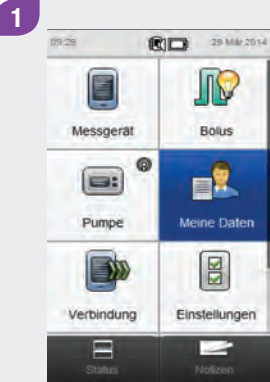 1
09:29 29 Mär 2014
Messgerät Bolus
Pumpe Meine Daten
Verbindung Einstellungen
Status Notizen